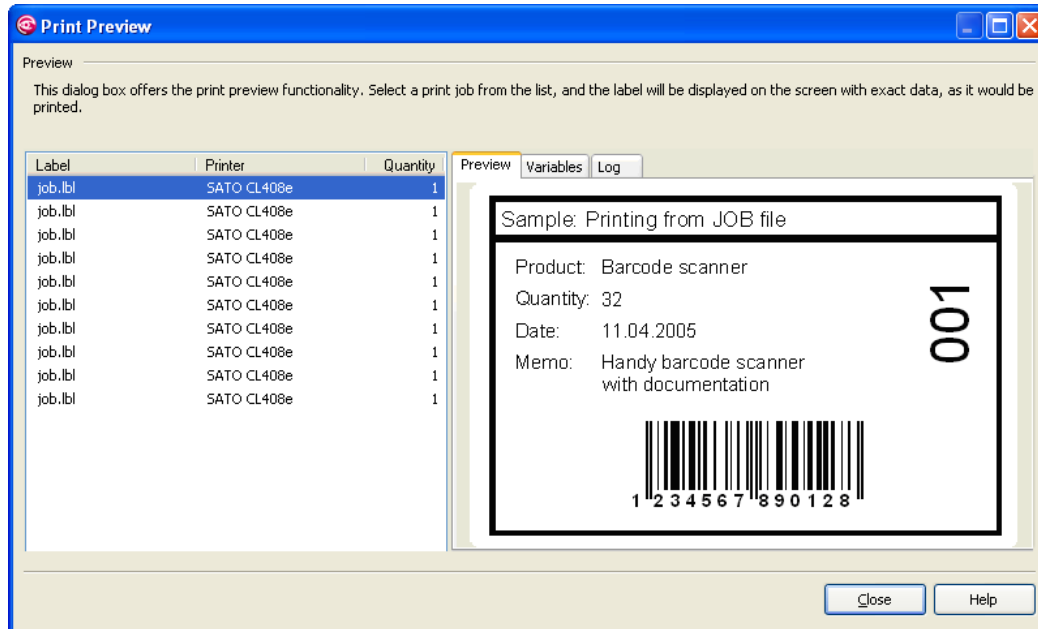 Print Preview
Preview
This dialog box offers the print preview functionality. Select a print job from the list, and the label will be displayed on the screen with exact data, as it would be
printed.
Label Printer Quantity
job.lbl SATO CL408e 1
job.lbl SATO CL408e 1
job.lbl SATO CL408e 1
job.lbl SATO CL408e 1
job.lbl SATO CL408e 1
job.lbl SATO CL408e 1
job.lbl SATO CL408e 1
job.lbl SATO CL408e 1
job.lbl SATO CL408e 1
job.lbl SATO CL408e 1
Preview Variables Log
Sample: Printing from JOB file
Product: Barcode scanner
Quantity: 32
Date: 11.04.2005
Memo: Handy barcode scanner
with documentation
001
1 234567 890128
Close Help